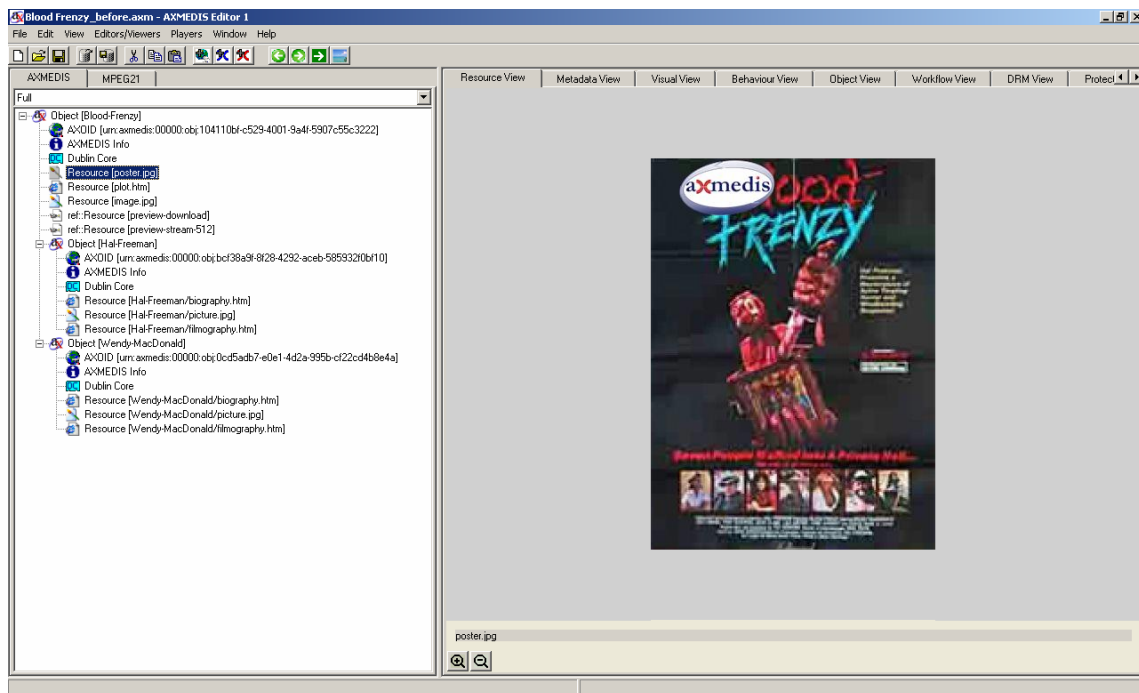 Blood Frenzy_before.axm - AXMEDIS Editor 1
File Edit View Editors/Viewers Players Window Help
AXMEDIS MPEG21
Full
Object [Blood-Frenzy]
AXOID [urn:axmedis:00000:obj:104110bf-c529-4001-9a4f-5907c55c3222]
AXMEDIS Info
Dublin Core
Resource [poster.jpg]
Resource [plot.htm]
Resource [image.jpg]
ref::Resource [preview-download]
ref::Resource [preview-stream-512]
Object [Hal-Freeman]
AXOID [urn:axmedis:00000:obj:bcf38a9f-8f28-4292-aceb-585932f0bf10]
AXMEDIS Info
Dublin Core
Resource [Hal-Freeman/biography.htm]
Resource [Hal-Freeman/picture.jpg]
Resource [Hal-Freeman/filmography.htm]
Object [Wendy-MacDonald]
AXOID [urn:axmedis:00000:obj:0cd5adb7-e0e1-4d2a-995b-cf22cd4b8e4a]
AXMEDIS Info
Dublin Core
Resource [Wendy-MacDonald/biography.htm]
Resource [Wendy-MacDonald/picture.jpg]
Resource [Wendy-MacDonald/filmography.htm]
Resource View Metadata View Visual View Behaviour View Object View Workflow View DRM View Protect
axmedis
FRENZY
Seven People Walked Into A Private Hell...
poster.jpg